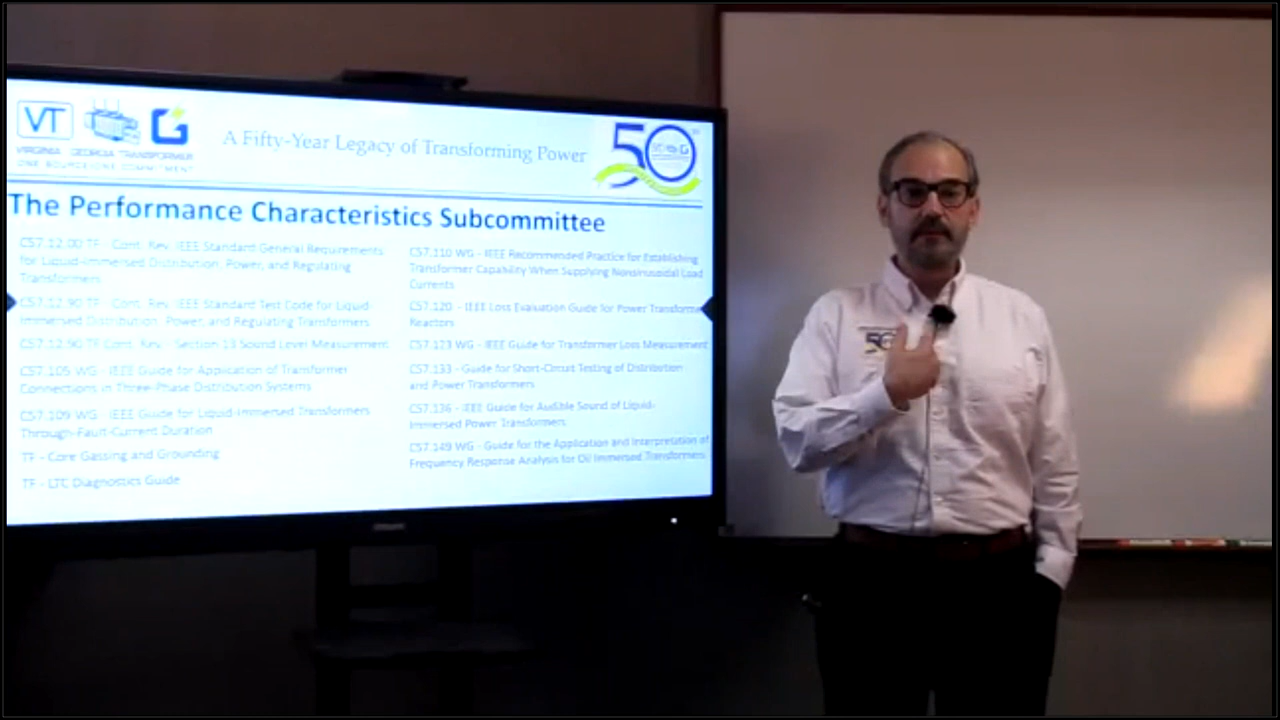 VT
G
VIRGINIA GEORGIA TRANSFORMER
ONE SOURCE ONE COMMITMENT
A Fifty-Year Legacy of Transforming Power
50
The Performance Characteristics Subcommittee
C57.12.00 TF - Cont. Rev. IEEE Standard General Requirements
for Liquid-Immersed Distribution, Power, and Regulating
Transformers
C57.12.90 TF - Cont. Rev. IEEE Standard Test Code for Liquid-
Immersed Distribution, Power, and Regulating Transformers
C57.12.90 TF Cont. Rev. - Section 13 Sound Level Measurement
C57.105 WG - IEEE Guide for Application of Transformer
Connections in Three-Phase Distribution Systems
C57.109 WG - IEEE Guide for Liquid-Immersed Transformers
Through-Fault-Current Duration
TF - Core Gassing and Grounding
TF - LTC Diagnostics Guide
C57.110 WG - IEEE Recommended Practice for Establishing
Transformer Capability When Supplying Nonsinusoidal Load
Currents
C57.120 - IEEE Loss Evaluation Guide for Power Transforme
Reactors
C57.123 WG - IEEE Guide for Transformer Loss Measurement
C57.133 - Guide for Short-Circuit Testing of Distribution
and Power Transformers
C57.136 - IEEE Guide for Audible Sound of Liquid-
Immersed Power Transformers
C57.149 WG - Guide for the Application and Interpretation of
Frequency Response Analysis for Oil Immersed Transformers
50